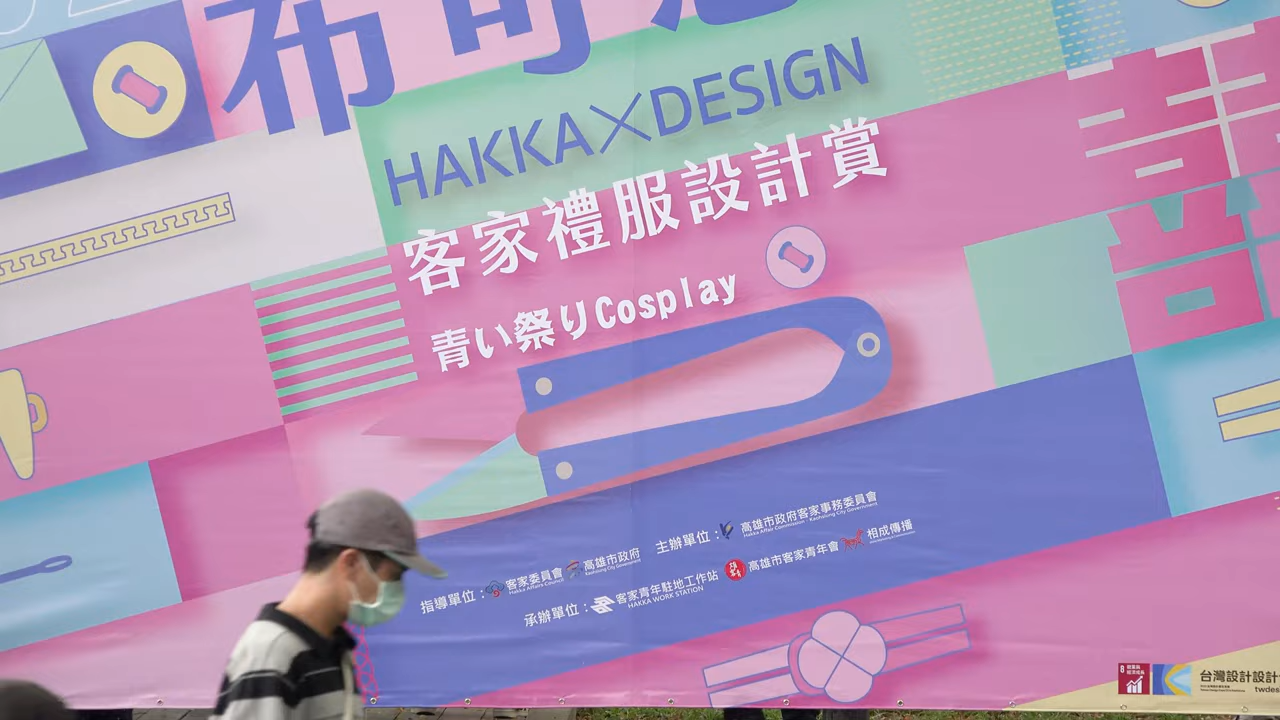 布可
HAKKA×DESIGN
客家禮服設計賞
青い祭りCosplay
主辦單位：高雄市政府客家事務委員會
Hakka Affair Commission・Kaohsiung City Government
指導單位：客家委員會 高雄市政府
Hakka Affairs Council Kaohsiung City Government
承辦單位：客家青年駐地工作站 高雄市客家青年會 相成傳播
HAKKA WORK STATION
8
台灣設計設計
twdes